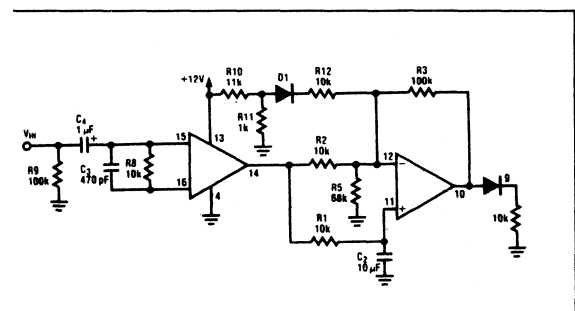 +12V
R10
11k
D1
R12
10k
R3
100k
R11
1k
13
C4
1 μF
+
VIN
15
R2
10k
12
−
R9
100k
C3
470 pF
R8
10k
16
14
R5
68k
4
11
+
10
9
R1
10k
10k
C2
10 μF